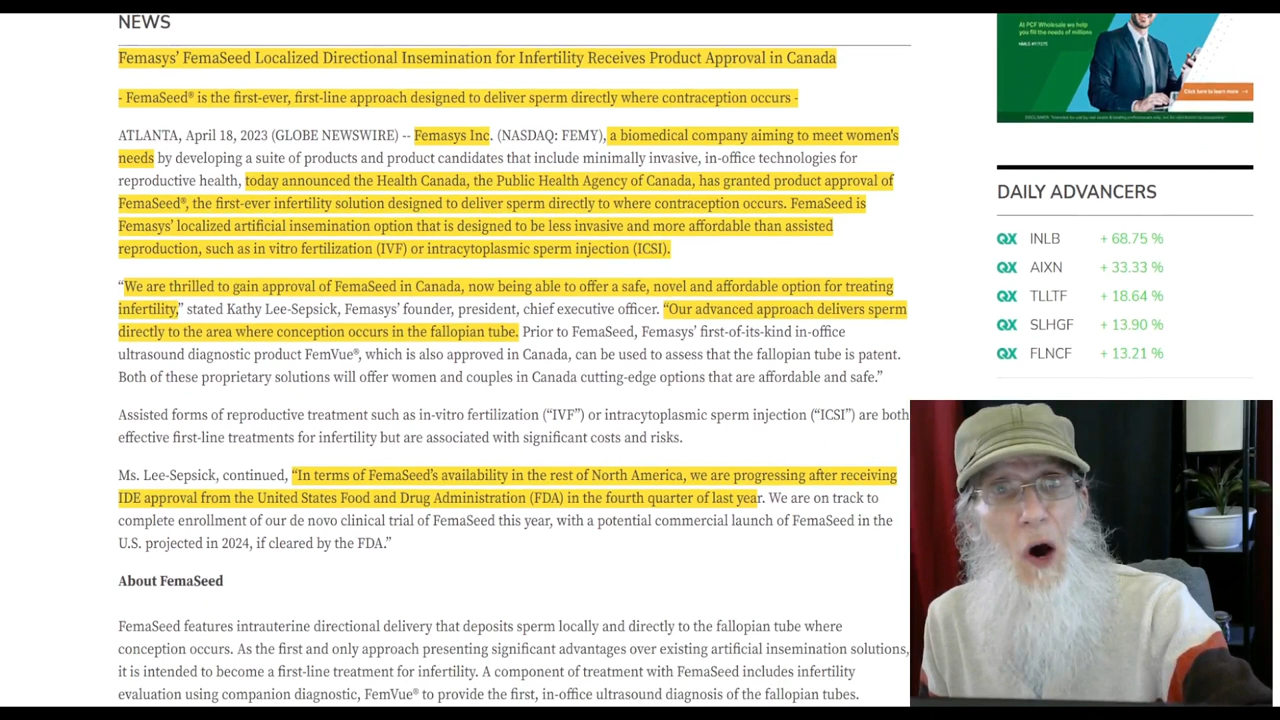 NEWS
Femasys’ FemaSeed Localized Directional Insemination for Infertility Receives Product Approval in Canada
- FemaSeed® is the first-ever, first-line approach designed to deliver sperm directly where contraception occurs -
ATLANTA, April 18, 2023 (GLOBE NEWSWIRE) -- Femasys Inc. (NASDAQ: FEMY), a biomedical company aiming to meet women's
needs by developing a suite of products and product candidates that include minimally invasive, in-office technologies for
reproductive health, today announced the Health Canada, the Public Health Agency of Canada, has granted product approval of
FemaSeed®, the first-ever infertility solution designed to deliver sperm directly to where contraception occurs. FemaSeed is
Femasys’ localized artificial insemination option that is designed to be less invasive and more affordable than assisted
reproduction, such as in vitro fertilization (IVF) or intracytoplasmic sperm injection (ICSI).
“We are thrilled to gain approval of FemaSeed in Canada, now being able to offer a safe, novel and affordable option for treating
infertility,” stated Kathy Lee-Sepsick, Femasys’ founder, president, chief executive officer. “Our advanced approach delivers sperm
directly to the area where conception occurs in the fallopian tube. Prior to FemaSeed, Femasys’ first-of-its-kind in-office
ultrasound diagnostic product FemVue®, which is also approved in Canada, can be used to assess that the fallopian tube is patent.
Both of these proprietary solutions will offer women and couples in Canada cutting-edge options that are affordable and safe.”
Assisted forms of reproductive treatment such as in-vitro fertilization (“IVF”) or intracytoplasmic sperm injection (“ICSI”) are both
effective first-line treatments for infertility but are associated with significant costs and risks.
Ms. Lee-Sepsick, continued, “In terms of FemaSeed’s availability in the rest of North America, we are progressing after receiving
IDE approval from the United States Food and Drug Administration (FDA) in the fourth quarter of last year. We are on track to
complete enrollment of our de novo clinical trial of FemaSeed this year, with a potential commercial launch of FemaSeed in the
U.S. projected in 2024, if cleared by the FDA.”
About FemaSeed
FemaSeed features intrauterine directional delivery that deposits sperm locally and directly to the fallopian tube where
conception occurs. As the first and only approach presenting significant advantages over existing artificial insemination solutions,
it is intended to become a first-line treatment for infertility. A component of treatment with FemaSeed includes infertility
evaluation using companion diagnostic, FemVue® to provide the first, in-office ultrasound diagnosis of the fallopian tubes.
At PCF Wholesale we help
you fill the needs of millions
Click here to learn more
DAILY ADVANCERS
QX INLB + 68.75 %
QX AIXN + 33.33 %
QX TLLTF + 18.64 %
QX SLHGF + 13.90 %
QX FLNCF + 13.21 %